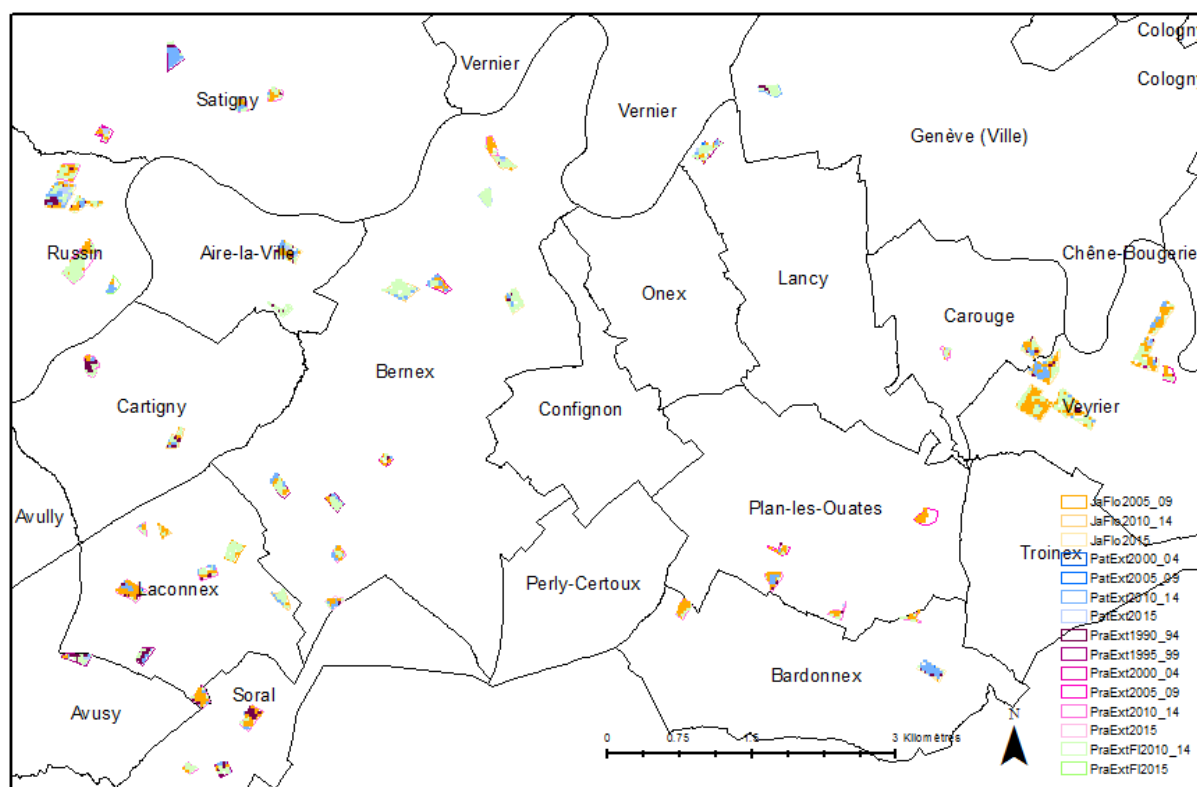 Cologn
Vernier
Cologny
Satigny
Vernier
Genève (Ville)
Russin
Aire-la-Ville
Chêne-Bougerie
Onex
Lancy
Carouge
Bernex
Cartigny
Confignon
Veyrier
Avully
Plan-les-Ouates
Troinex
Laconnex
Perly-Certoux
Bardonnex
Soral
Avusy
JaFlo2005_09
JaFlo2010_14
JaFlo2015
PatExt2000_04
PatExt2005_09
PatExt2010_14
PatExt2015
PraExt1990_94
PraExt1995_99
PraExt2000_04
PraExt2005_09
PraExt2010_14
PraExt2015
PraExtFl2010_14
PraExtFl2015
N
0 0.75 1.5 3 Kilomètres